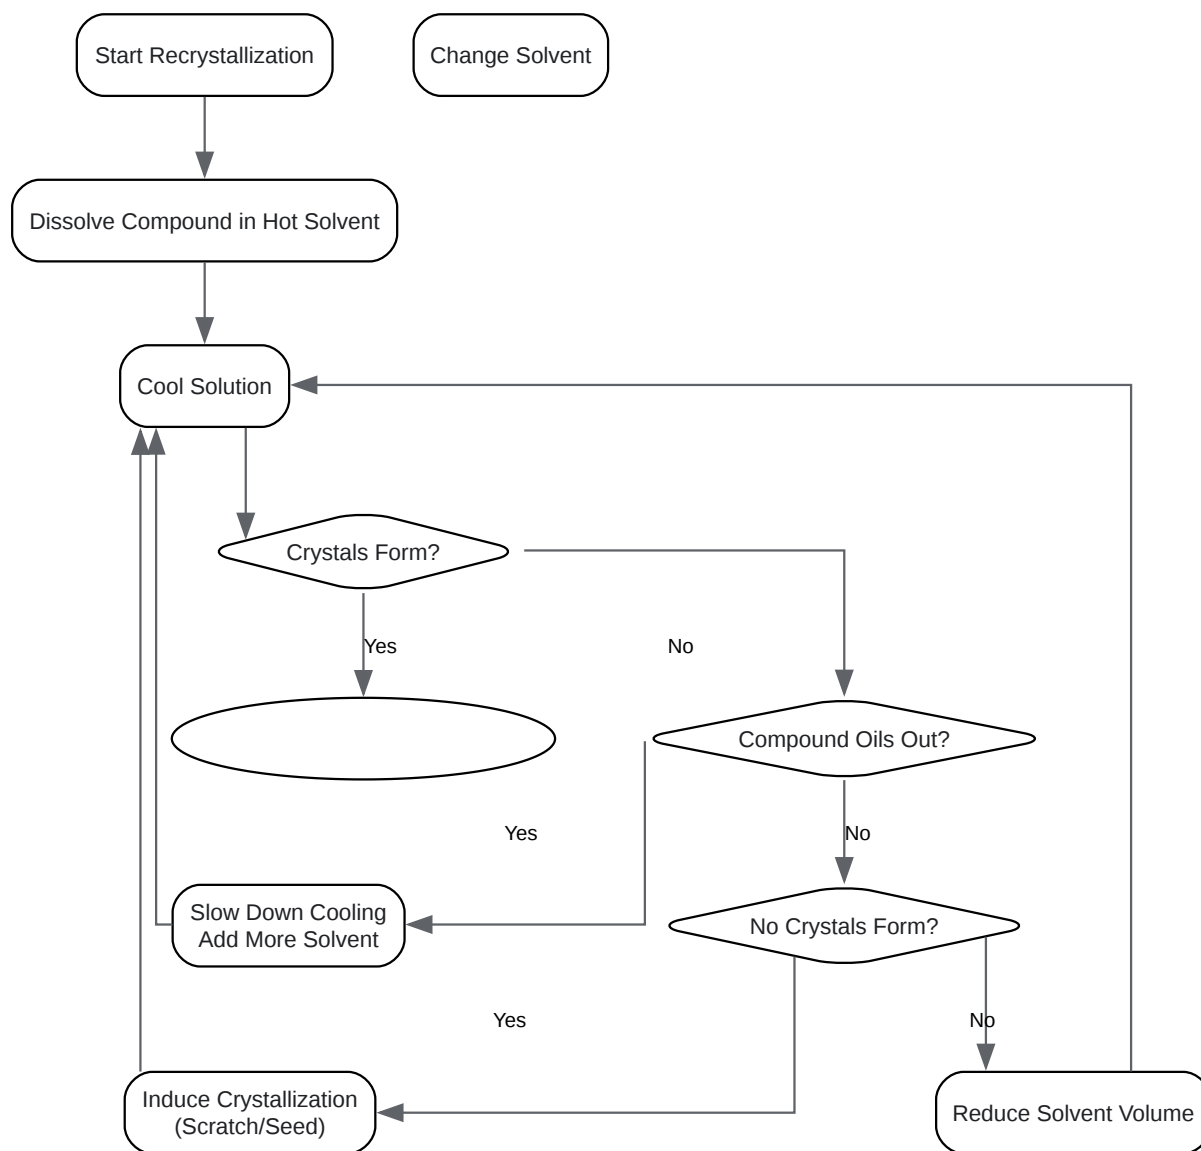 Start Recrystallization
Change Solvent
Dissolve Compound in Hot Solvent
Cool Solution
Crystals Form?
Yes
No
Compound Oils Out?
Yes
No
Slow Down Cooling
Add More Solvent
No Crystals Form?
Yes
No
Induce Crystallization
(Scratch/Seed)
Reduce Solvent Volume